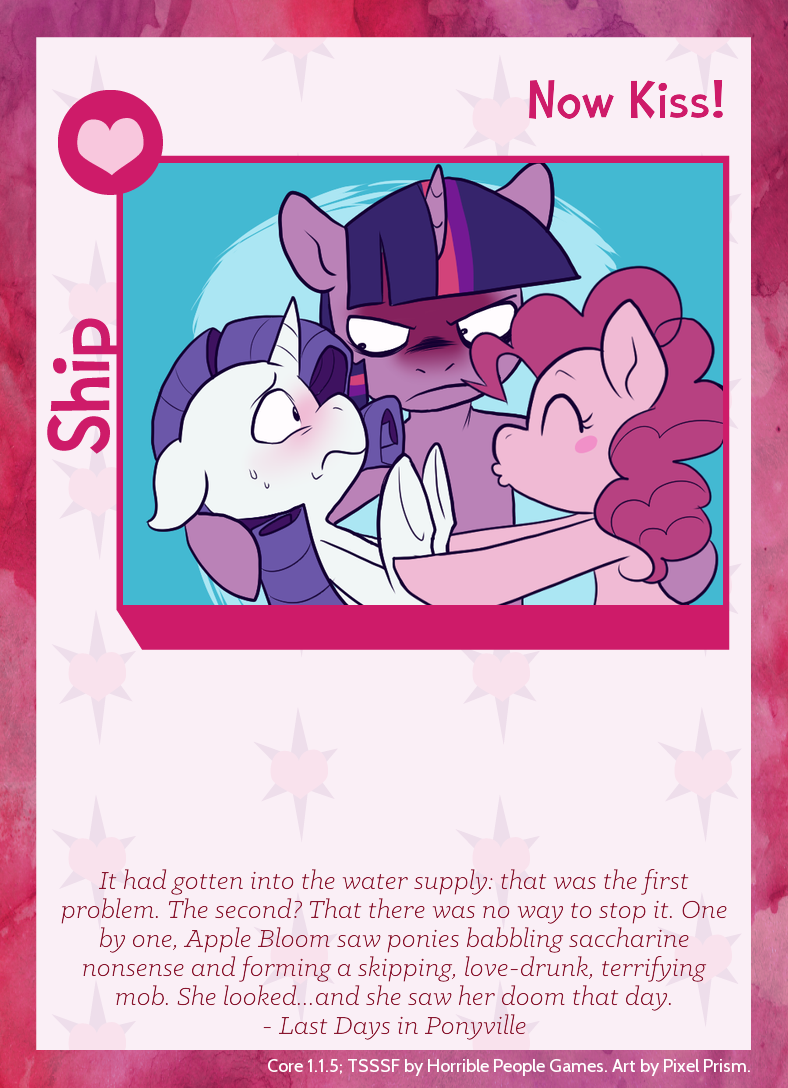 Now Kiss!
Ship
It had gotten into the water supply: that was the first
problem. The second? That there was no way to stop it. One
by one, Apple Bloom saw ponies babbling saccharine
nonsense and forming a skipping, love-drunk, terrifying
mob. She looked...and she saw her doom that day.
- Last Days in Ponyville
Core 1.1.5; TSSSF by Horrible People Games. Art by Pixel Prism.